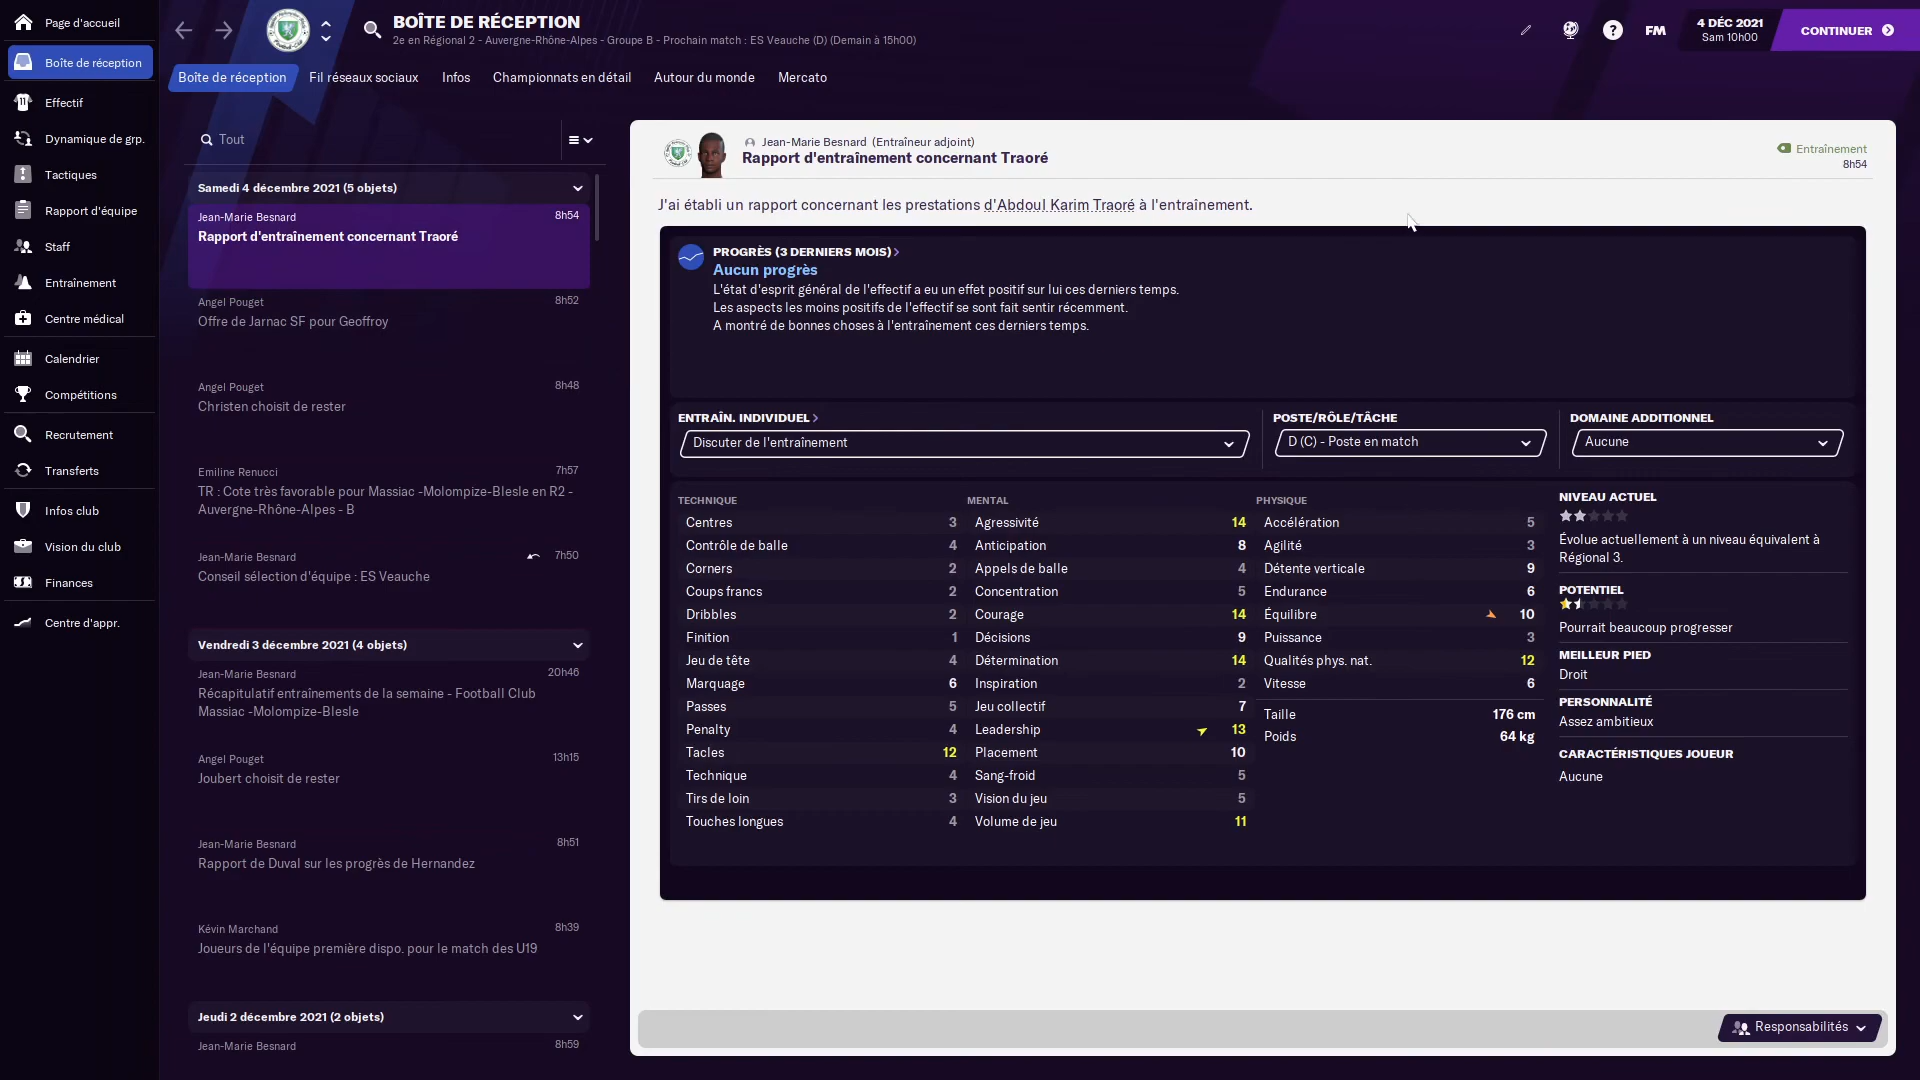 Page d'accueil
Boîte de réception
Effectif
Dynamique de grp.
Tactiques
Rapport d'équipe
Staff
Entraînement
Centre médical
Calendrier
Compétitions
Recrutement
Transferts
Infos club
Vision du club
Finances
Centre d'appr.
BOÎTE DE RÉCEPTION
2e en Régional 2 - Auvergne-Rhône-Alpes - Groupe B - Prochain match : ES Veauche (D) (Demain à 15h00)
FM
4 DÉC 2021
Sam 10h00
CONTINUER
Boîte de réception Fil réseaux sociaux Infos Championnats en détail Autour du monde Mercato
Tout
Samedi 4 décembre 2021 (5 objets)
Jean-Marie Besnard 8h54
Rapport d'entraînement concernant Traoré
Angel Pouget 8h52
Offre de Jarnac SF pour Geoffroy
Angel Pouget 8h48
Christen choisit de rester
Emiline Renucci 7h57
TR : Cote très favorable pour Massiac -Molompize-Blesle en R2 -
Auvergne-Rhône-Alpes - B
Jean-Marie Besnard 7h50
Conseil sélection d'équipe : ES Veauche
Vendredi 3 décembre 2021 (4 objets)
Jean-Marie Besnard 20h46
Récapitulatif entraînements de la semaine - Football Club
Massiac -Molompize-Blesle
Angel Pouget 13h15
Joubert choisit de rester
Jean-Marie Besnard 8h51
Rapport de Duval sur les progrès de Hernandez
Kévin Marchand 8h39
Joueurs de l'équipe première dispo. pour le match des U19
Jeudi 2 décembre 2021 (2 objets)
Jean-Marie Besnard 8h59
Jean-Marie Besnard (Entraîneur adjoint)
Rapport d'entraînement concernant Traoré
Entraînement
8h54
J'ai établi un rapport concernant les prestations d'Abdoul Karim Traoré à l'entraînement.
PROGRÈS (3 DERNIERS MOIS)
Aucun progrès
L'état d'esprit général de l'effectif a eu un effet positif sur lui ces derniers temps.
Les aspects les moins positifs de l'effectif se sont fait sentir récemment.
A montré de bonnes choses à l'entraînement ces derniers temps.
ENTRAÎN. INDIVIDUEL POSTE/RÔLE/TÂCHE DOMAINE ADDITIONNEL
Discuter de l'entraînement D (C) - Poste en match Aucune
TECHNIQUE MENTAL PHYSIQUE
Centres 3 Agressivité 14 Accélération 5
Contrôle de balle 4 Anticipation 8 Agilité 3
Corners 2 Appels de balle 4 Détente verticale 9
Coups francs 2 Concentration 5 Endurance 6
Dribbles 2 Courage 14 Équilibre 10
Finition 1 Décisions 9 Puissance 3
Jeu de tête 4 Détermination 14 Qualités phys. nat. 12
Marquage 6 Inspiration 2 Vitesse 6
Passes 5 Jeu collectif 7 Taille 176 cm
Penalty 4 Leadership 13 Poids 64 kg
Tacles 12 Placement 10
Technique 4 Sang-froid 5
Tirs de loin 3 Vision du jeu 5
Touches longues 4 Volume de jeu 11
NIVEAU ACTUEL
Évolue actuellement à un niveau équivalent à
Régional 3.
POTENTIEL
Pourrait beaucoup progresser
MEILLEUR PIED
Droit
PERSONNALITÉ
Assez ambitieux
CARACTÉRISTIQUES JOUEUR
Aucune
Responsabilités